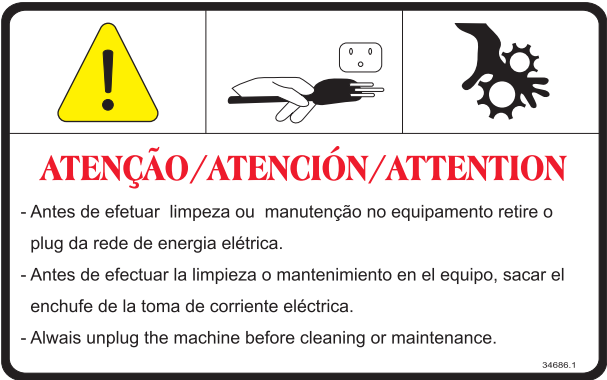 ATENÇÃO/ATENCIÓN/ATTENTION
- Antes de efetuar limpeza ou manutenção no equipamento retire o
plug da rede de energia elétrica.
- Antes de efectuar la limpieza o mantenimiento en el equipo, sacar el
enchufe de la toma de corriente eléctrica.
- Alwais unplug the machine before cleaning or maintenance.
34686.1